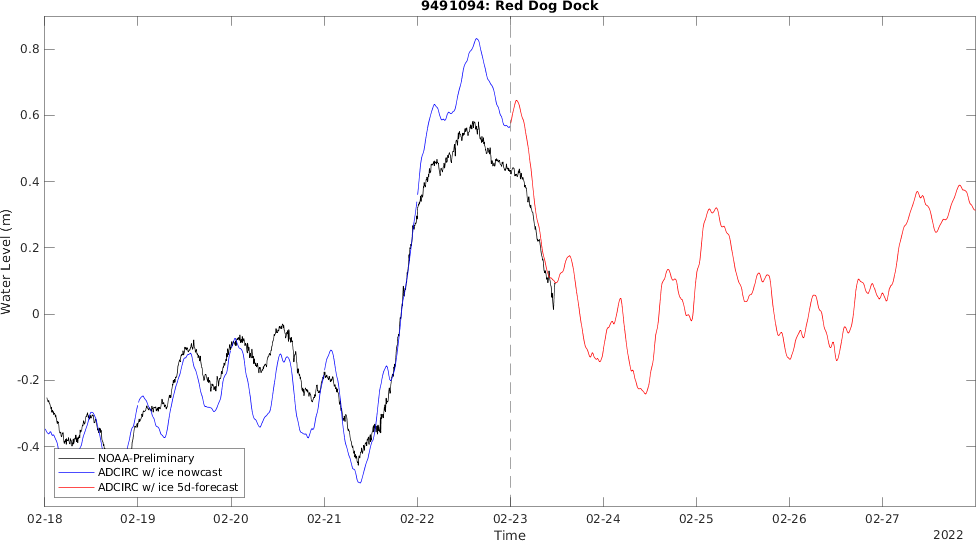 9491094: Red Dog Dock
0.8
0.6
0.4
0.2
0
-0.2
-0.4
Water Level (m)
NOAA-Preliminary
ADCIRC w/ ice nowcast
ADCIRC w/ ice 5d-forecast
02-18 02-19 02-20 02-21 02-22 02-23 02-24 02-25 02-26 02-27
Time
2022